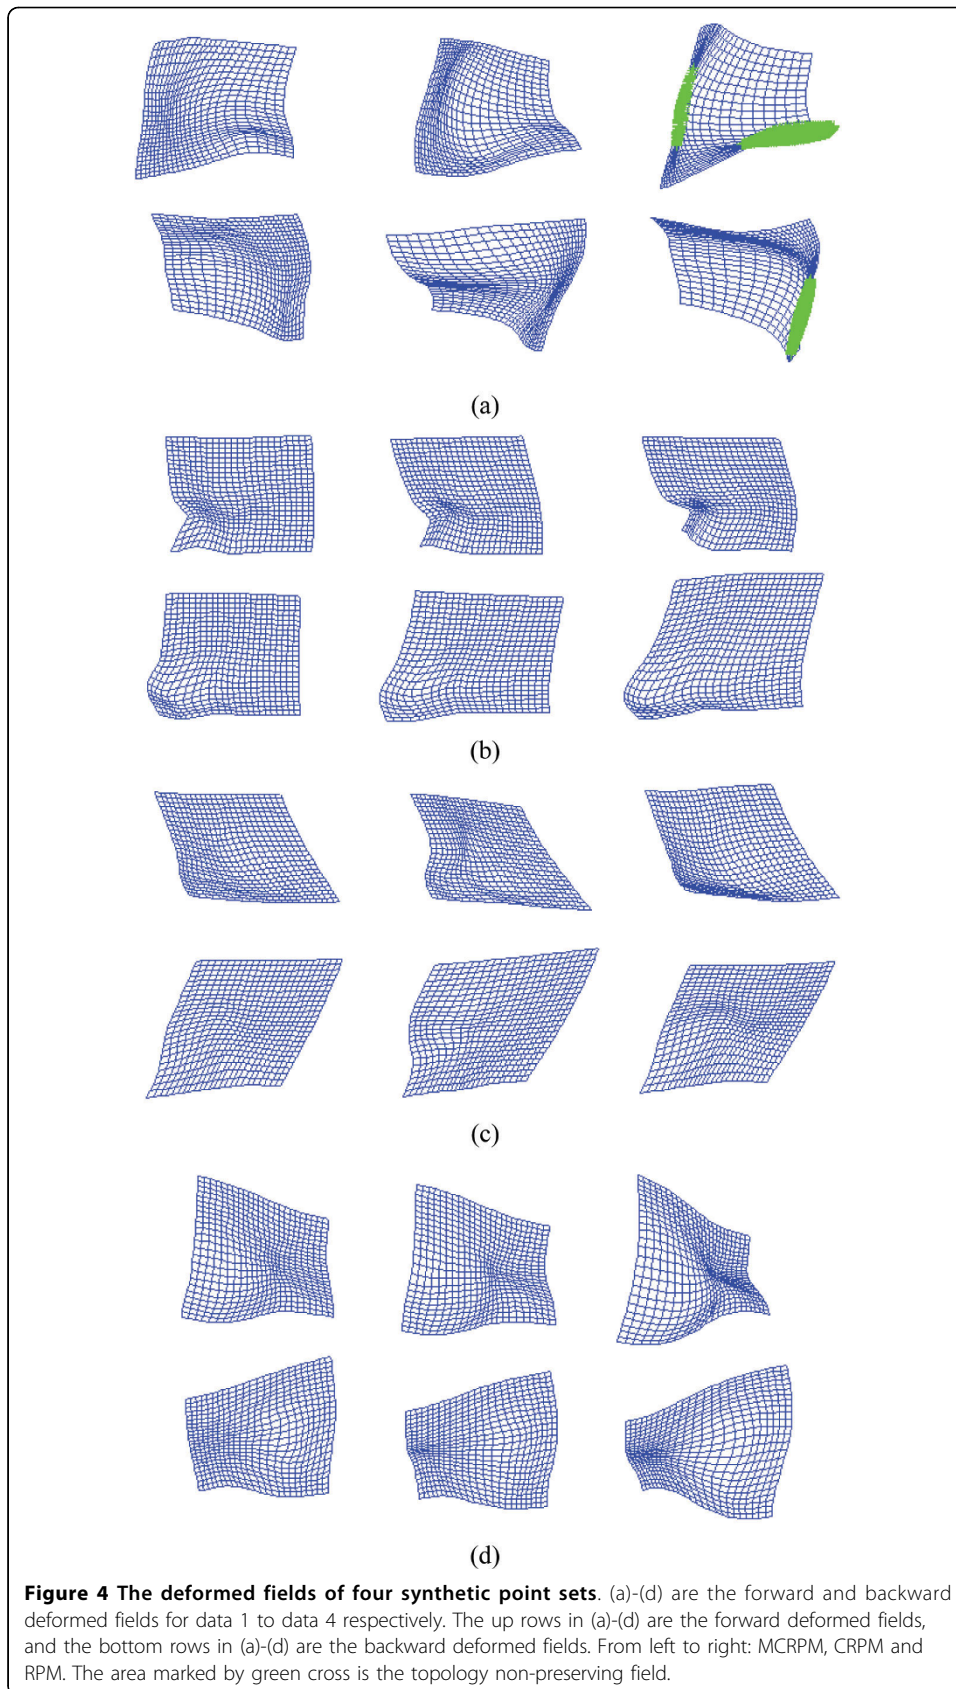 (a)
(b)
(c)
(d)
Figure 4 The deformed fields of four synthetic point sets. (a)-(d) are the forward and backward
deformed fields for data 1 to data 4 respectively. The up rows in (a)-(d) are the forward deformed fields,
and the bottom rows in (a)-(d) are the backward deformed fields. From left to right: MCRPM, CRPM and
RPM. The area marked by green cross is the topology non-preserving field.